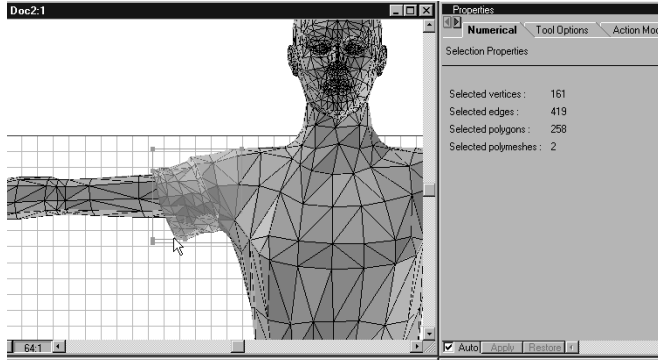 Doc2:1
64:1
Properties
Numerical Tool Options Action Mod
Selection Properties
Selected vertices : 161
Selected edges : 419
Selected polygons : 258
Selected polymeshes : 2
Auto Apply Restore